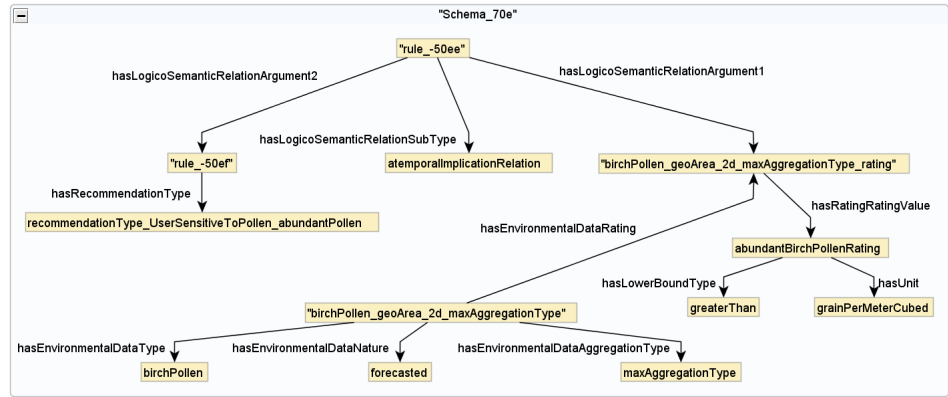 "Schema_70e"
"rule_-50ee"
hasLogicoSemanticRelationArgument2
hasLogicoSemanticRelationArgument1
hasLogicoSemanticRelationSubType
"rule_-50ef"
atemporalImplicationRelation
"birchPollen_geoArea_2d_maxAggregationType_rating"
hasRecommendationType
hasRatingRatingValue
recommendationType_UserSensitiveToPollen_abundantPollen
hasEnvironmentalDataRating
abundantBirchPollenRating
hasLowerBoundType
hasUnit
"birchPollen_geoArea_2d_maxAggregationType"
greaterThan
grainPerMeterCubed
hasEnvironmentalDataType
hasEnvironmentalDataNature
hasEnvironmentalDataAggregationType
birchPollen
forecasted
maxAggregationType